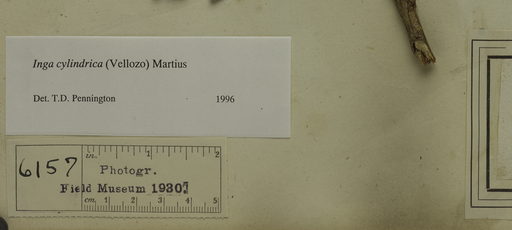 Inga cylindrica (Vellozo) Martius
Det. T.D. Pennington 1996
in. 1 2
6157
Photogr.
Field Museum 1930
cm. 1 2 3 4 5